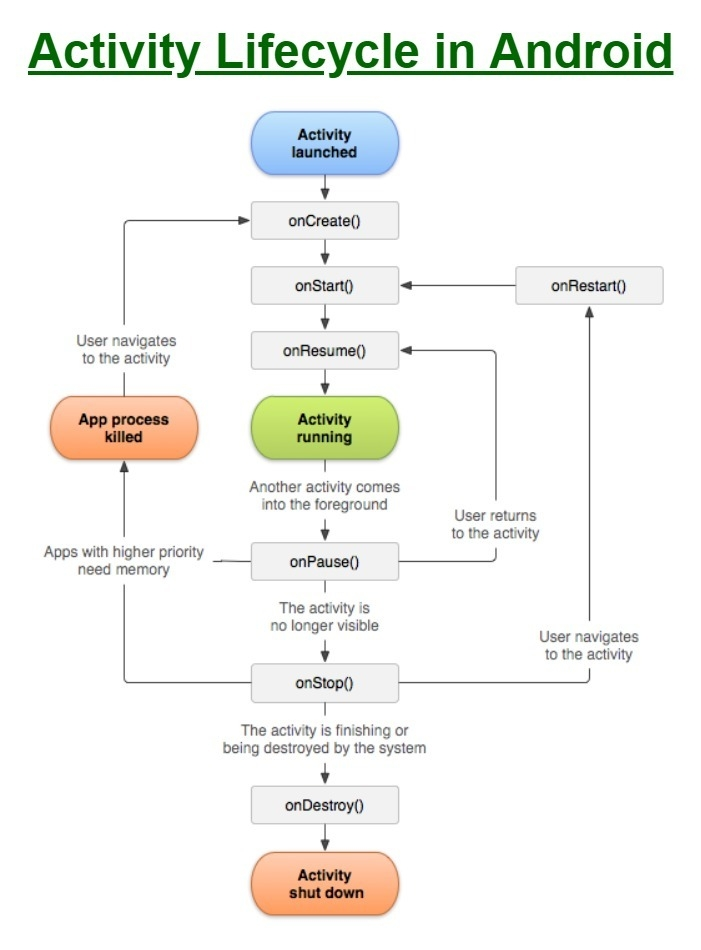 Activity Lifecycle in Android
Activity
launched
onCreate()
onStart()
onRestart()
User navigates
to the activity
onResume()
App process
killed
Activity
running
Another activity comes
into the foreground
User returns
to the activity
Apps with higher priority
need memory
onPause()
The activity is
no longer visible
User navigates
to the activity
onStop()
The activity is finishing or
being destroyed by the system
onDestroy()
Activity
shut down